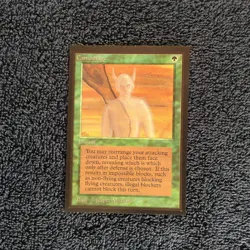 You may rearrange your attacking
creatures and place them face
down, revealing which is which
only after defense is chosen. If this
results in impossible blocks, such
as non-flying creatures blocking
flying creatures, illegal blockers
cannot block this turn.